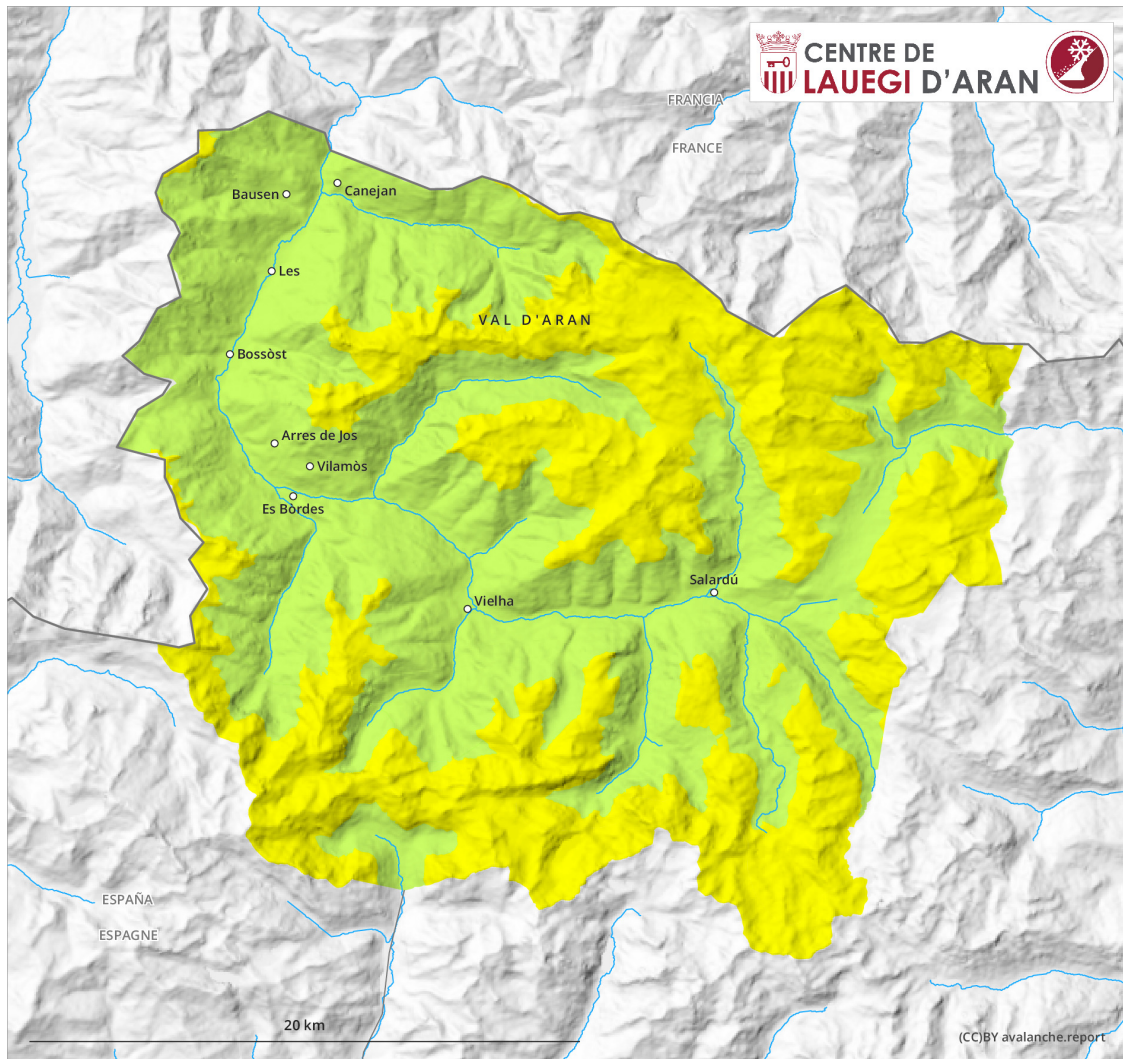 CENTRE DE
LAUEGI D'ARAN
FRANCIA
FRANCE
Bausen
Canejan
Les
VAL D'ARAN
Bossòst
Arres de Jos
Vilamòs
Es Bòrdes
Salardú
Vielha
ESPAÑA
ESPAGNE
20 km
(CC)BY avalanche.report